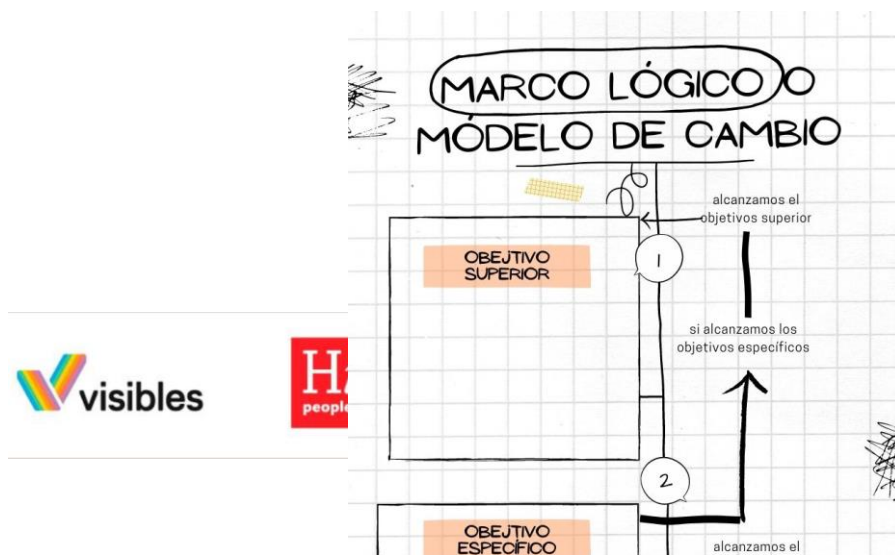 MARCO LÓGICO O
MÓDELO DE CAMBIO
alcanzamos el
objetivos superior
OBEJTIVO
SUPERIOR
1
si alcanzamos los
objetivos específicos
visibles
people
2
OBEJTIVO
ESPECÍFICO
alcanzamos el